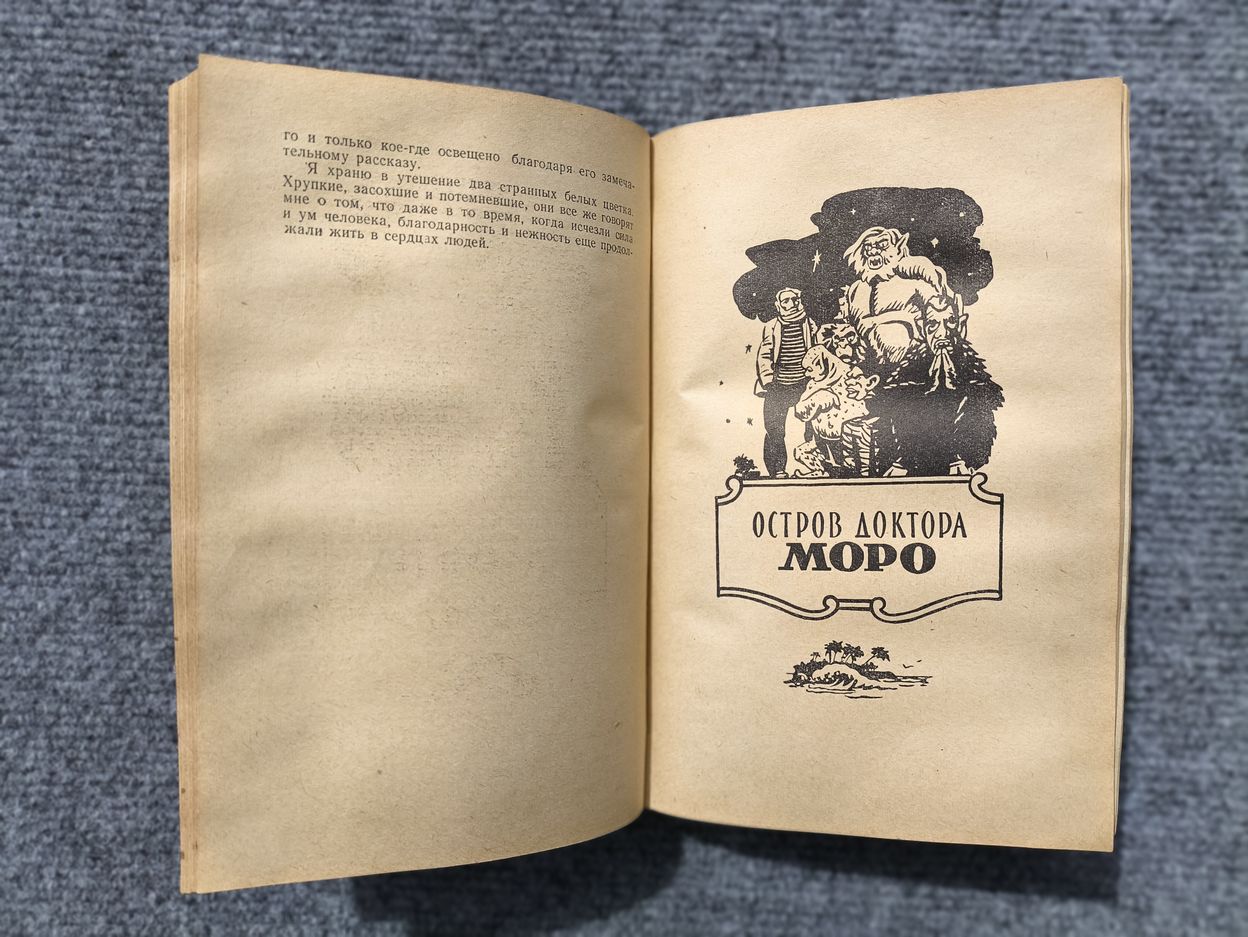 го и только кое-где освещено благодаря его замеча-
тельному рассказу.
Я храню в утешение два странных белых цветка.
Хрупкие, засохшие и потемневшие, они все же говорят
мне о том, что даже в то время, когда исчезли сила
и ум человека, благодарность и нежность еще продол-
жали жить в сердцах людей.
ОСТРОВ ДОКТОРА
МОРО